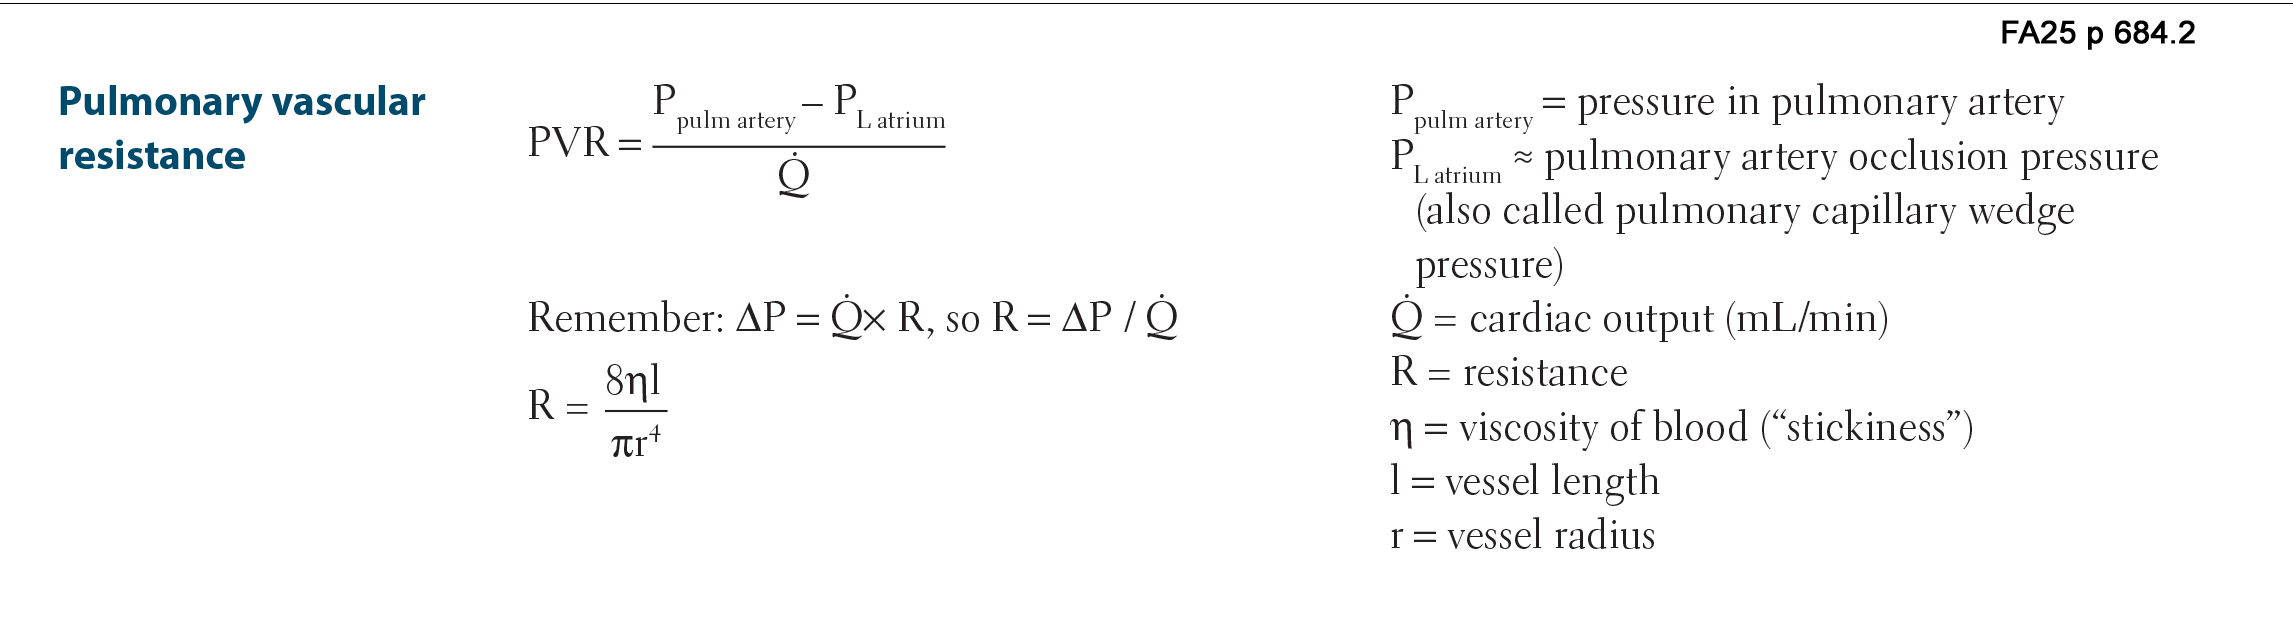 FA25 p 684.2
Pulmonary vascular
resistance
PVR = (P pulm artery – P L atrium) / Q̇
Remember: ΔP = Q̇× R, so R = ΔP / Q̇
R = 8ηl / πr⁴
P pulm artery = pressure in pulmonary artery
P L atrium ≈ pulmonary artery occlusion pressure
(also called pulmonary capillary wedge
pressure)
Q̇ = cardiac output (mL/min)
R = resistance
η = viscosity of blood (“stickiness”)
l = vessel length
r = vessel radius